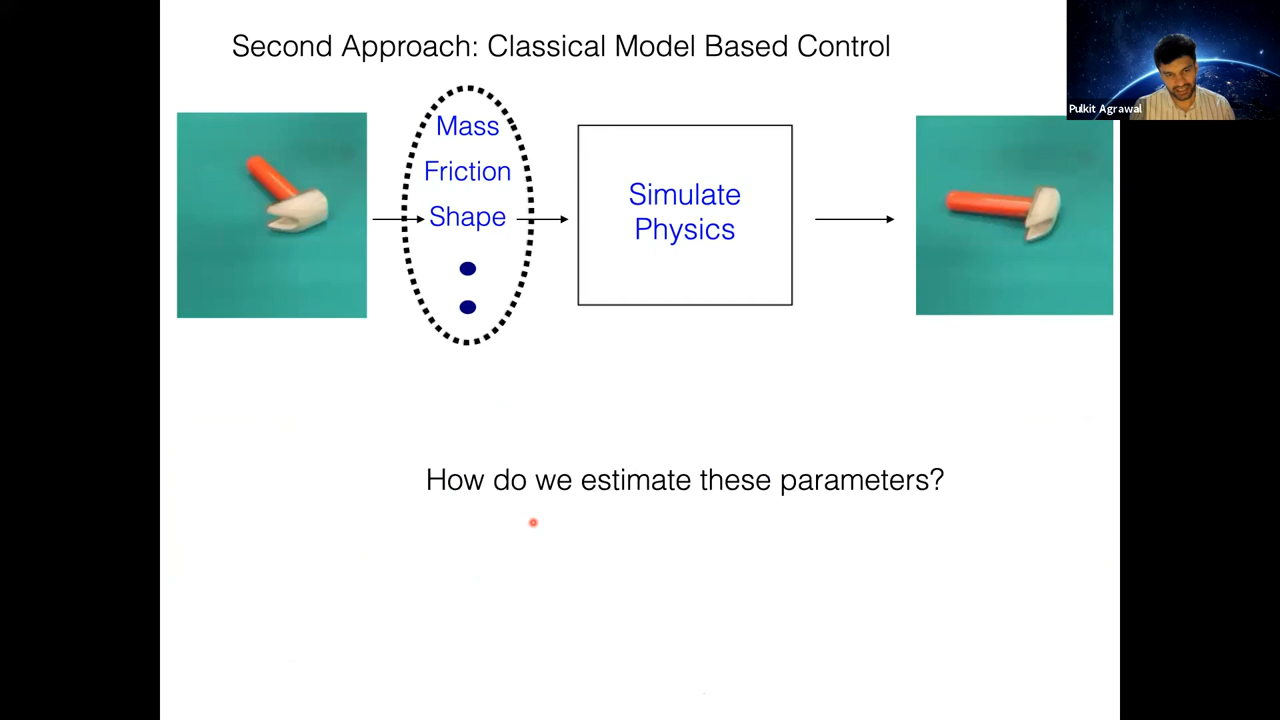 Second Approach: Classical Model Based Control
Pulkit Agrawal
Mass
Friction
Shape
Simulate
Physics
How do we estimate these parameters?